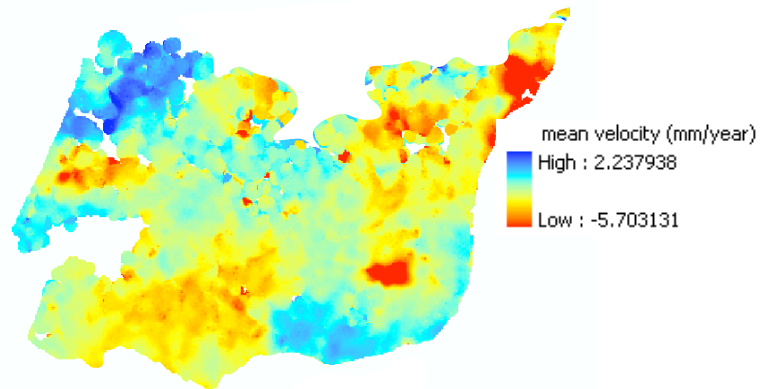 mean velocity (mm/year)
High : 2.237938
Low : -5.703131